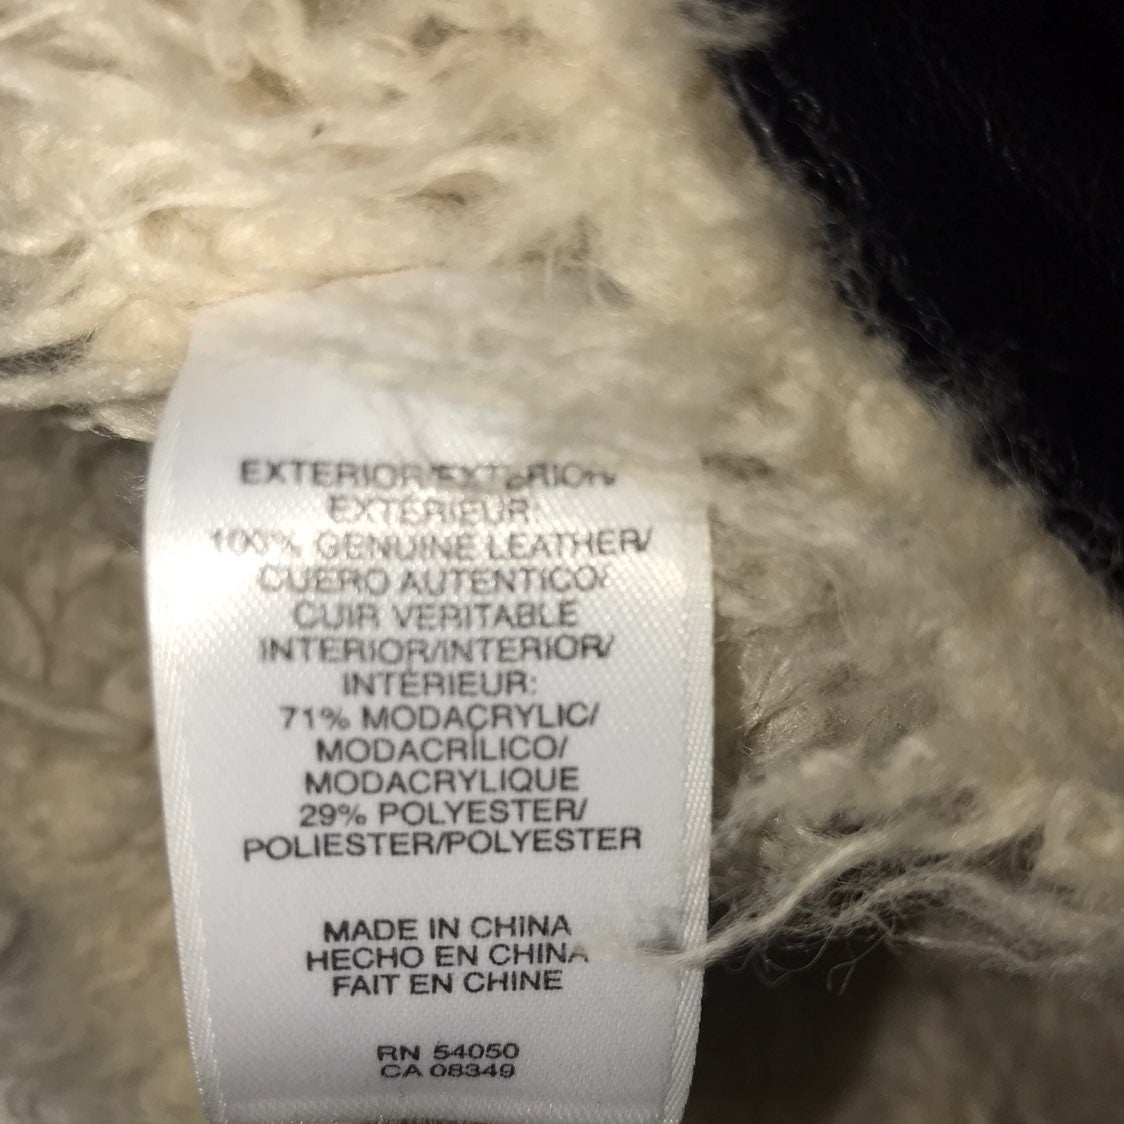 EXTERIOR/EXTERIOR/
EXTÉRIEUR:
100% GENUINE LEATHER/
CUERO AUTENTICO/
CUIR VERITABLE
INTERIOR/INTERIOR/
INTÉRIEUR:
71% MODACRYLIC/
MODACRÍLICO/
MODACRYLIQUE
29% POLYESTER/
POLIESTER/POLYESTER
MADE IN CHINA
HECHO EN CHINA
FAIT EN CHINE
RN 54050
CA 08349